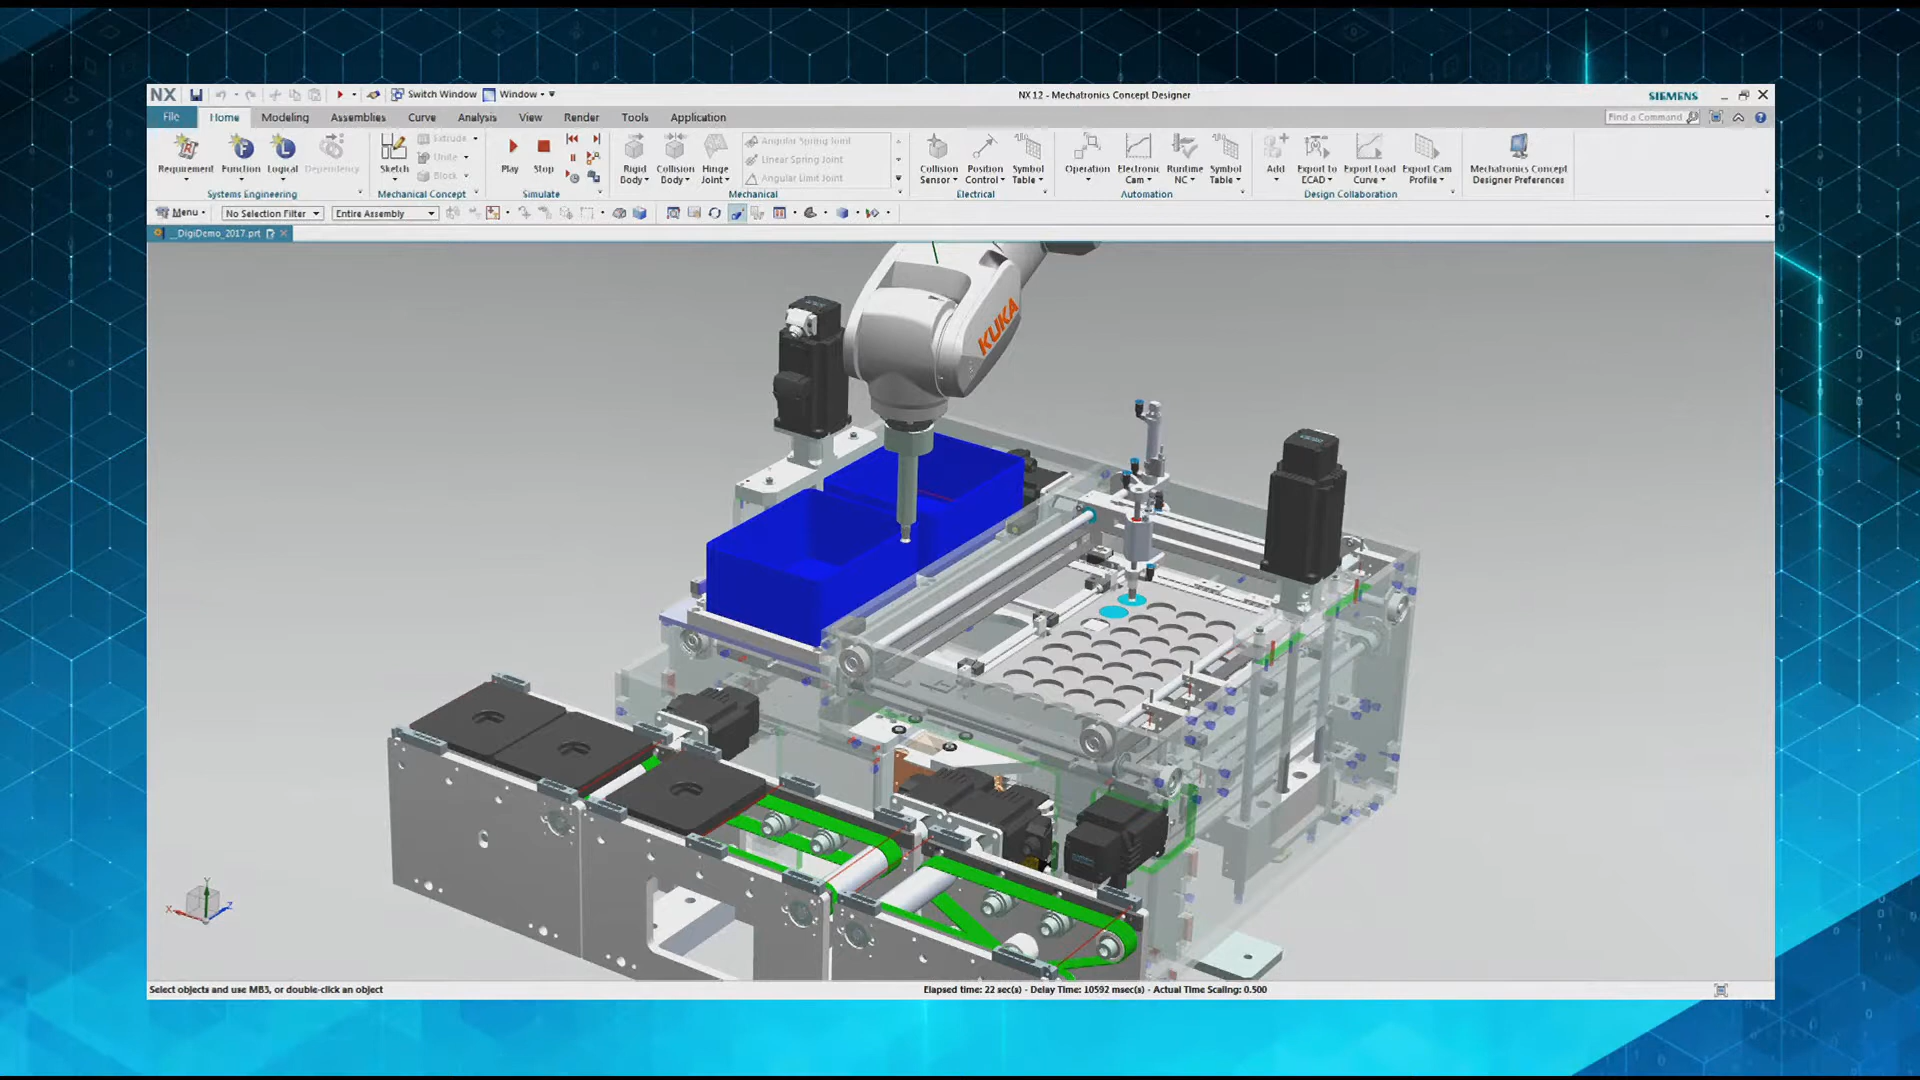 NX Switch Window Window NX 12 - Mechatronics Concept Designer SIEMENS
File Home Modeling Assemblies Curve Analysis View Render Tools Application Find a Command
Requirement Function Logical Dependency
Systems Engineering
Sketch Extrude Unite Block
Mechanical Concept
Play Stop
Simulate
Rigid Body Collision Body Hinge Joint
Angular Spring Joint
Linear Spring Joint
Angular Limit Joint
Mechanical
Collision Sensor Position Control Symbol Table
Electrical
Operation Electronic Cam Runtime NC Symbol Table
Automation
Add Export to ECAD Export Load Curve Export Cam Profile
Design Collaboration
Mechatronics Concept
Designer Preferences
Menu No Selection Filter Entire Assembly
_DigiDemo_2017.prt
KUKA
Y
X
Z
Select objects and use MB3, or double-click an object Elapsed time: 22 sec(s) - Delay Time: 10592 msec(s) - Actual Time Scaling: 0.500